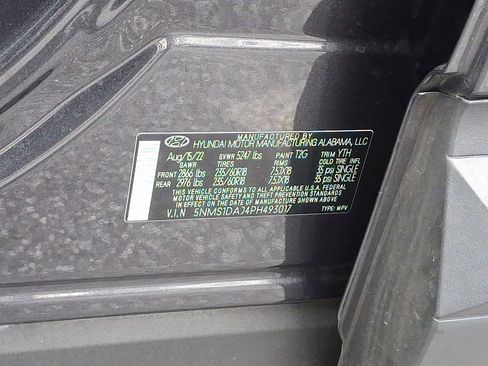 MANUFACTURED BY
HYUNDAI MOTOR MANUFACTURING ALABAMA, LLC
Aug/15/22 GVWR 5247 lbs PAINT T2G TRIM YTH
GAWR TIRES RIMS COLD TIRE INFL
FRONT 2866 lbs 235/60R18 7.5JX18 35 psi SINGLE
REAR 2976 lbs 235/60R18 7.5JX18 35 psi SINGLE
THIS VEHICLE CONFORMS TO ALL APPLICABLE U.S.A. FEDERAL
MOTOR VEHICLE SAFETY AND THEFT PREVENTION STANDARDS
IN EFFECT ON THE DATE OF MANUFACTURE SHOWN ABOVE
V.I.N 5NMS1DAJ4PH493017 TYPE MPV